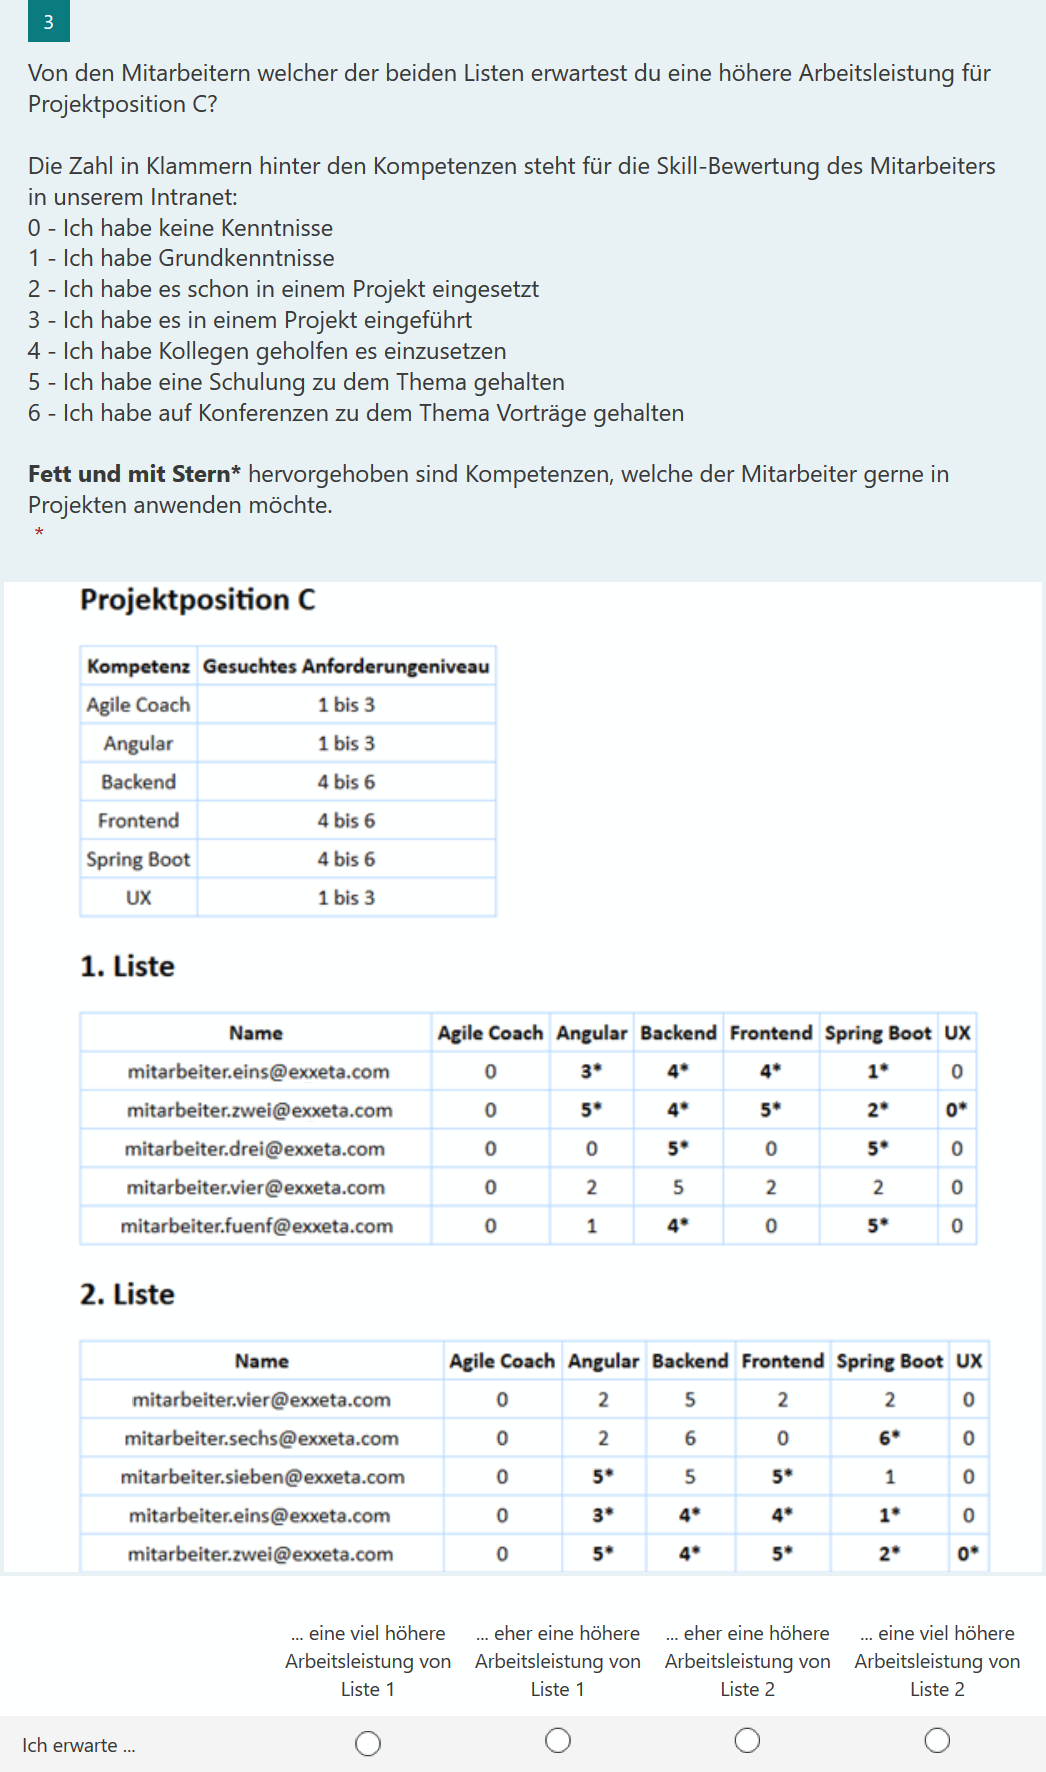 3
Von den Mitarbeitern welcher der beiden Listen erwartest du eine höhere Arbeitsleistung für
Projektposition C?
Die Zahl in Klammern hinter den Kompetenzen steht für die Skill-Bewertung des Mitarbeiters
in unserem Intranet:
0 - Ich habe keine Kenntnisse
1 - Ich habe Grundkenntnisse
2 - Ich habe es schon in einem Projekt eingesetzt
3 - Ich habe es in einem Projekt eingeführt
4 - Ich habe Kollegen geholfen es einzusetzen
5 - Ich habe eine Schulung zu dem Thema gehalten
6 - Ich habe auf Konferenzen zu dem Thema Vorträge gehalten
Fett und mit Stern* hervorgehoben sind Kompetenzen, welche der Mitarbeiter gerne in
Projekten anwenden möchte.
*
Projektposition C
Kompetenz Gesuchtes Anforderungeniveau
Agile Coach 1 bis 3
Angular 1 bis 3
Backend 4 bis 6
Frontend 4 bis 6
Spring Boot 4 bis 6
UX 1 bis 3
1. Liste
Name Agile Coach Angular Backend Frontend Spring Boot UX
mitarbeiter.eins@exxeta.com 0 3* 4* 4* 1* 0
mitarbeiter.zwei@exxeta.com 0 5* 4* 5* 2* 0*
mitarbeiter.drei@exxeta.com 0 0 5* 0 5* 0
mitarbeiter.vier@exxeta.com 0 2 5 2 2 0
mitarbeiter.fuenf@exxeta.com 0 1 4* 0 5* 0
2. Liste
Name Agile Coach Angular Backend Frontend Spring Boot UX
mitarbeiter.vier@exxeta.com 0 2 5 2 2 0
mitarbeiter.sechs@exxeta.com 0 2 6 0 6* 0
mitarbeiter.sieben@exxeta.com 0 5* 5 5* 1 0
mitarbeiter.eins@exxeta.com 0 3* 4* 4* 1* 0
mitarbeiter.zwei@exxeta.com 0 5* 4* 5* 2* 0*
... eine viel höhere ... eher eine höhere ... eher eine höhere ... eine viel höhere
Arbeitsleistung von Arbeitsleistung von Arbeitsleistung von Arbeitsleistung von
Liste 1 Liste 1 Liste 2 Liste 2
Ich erwarte ...